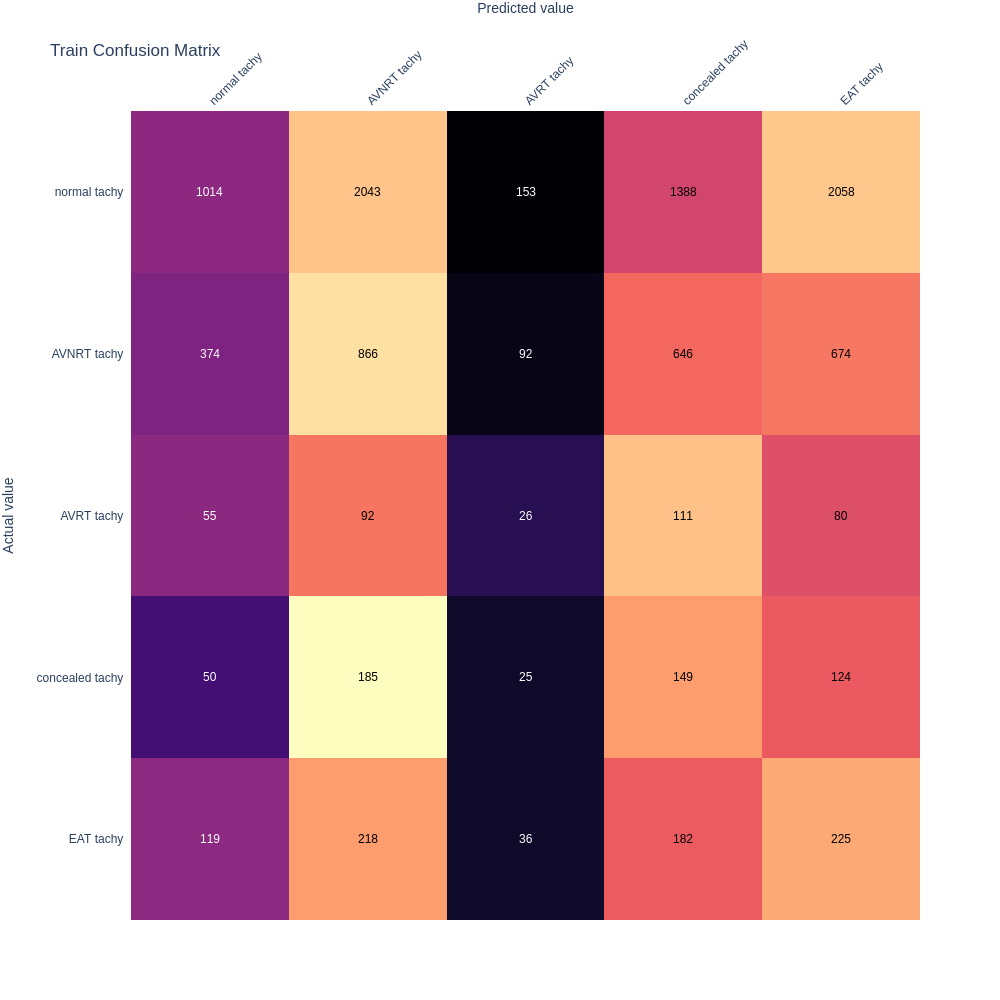 Predicted value
Train Confusion Matrix
normal tachy
AVNRT tachy
AVRT tachy
concealed tachy
EAT tachy
normal tachy 1014 2043 153 1388 2058
AVNRT tachy 374 866 92 646 674
AVRT tachy 55 92 26 111 80
concealed tachy 50 185 25 149 124
EAT tachy 119 218 36 182 225
Actual value